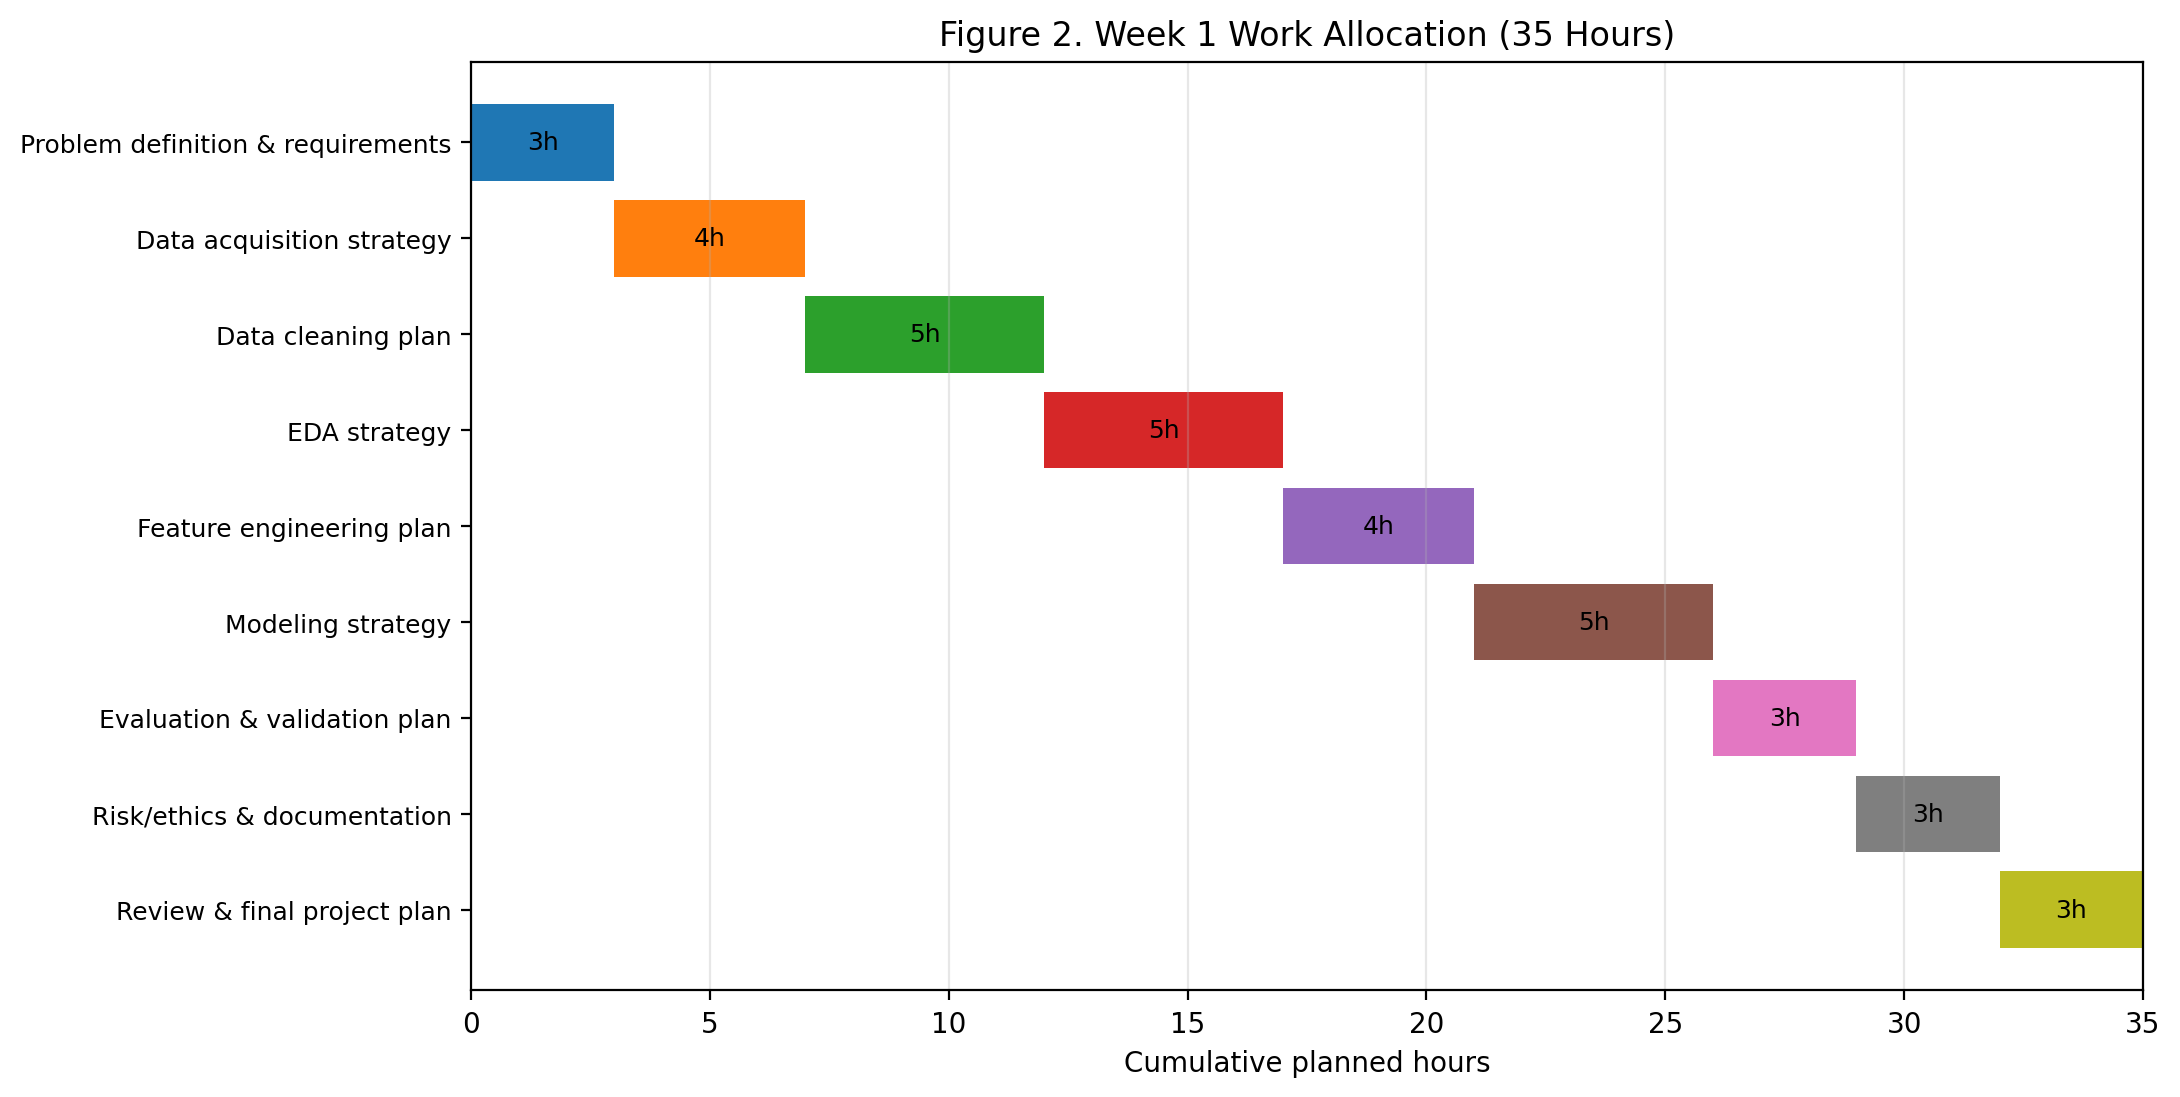 Figure 2. Week 1 Work Allocation (35 Hours)
Problem definition & requirements
3h
Data acquisition strategy
4h
Data cleaning plan
5h
EDA strategy
5h
Feature engineering plan
4h
Modeling strategy
5h
Evaluation & validation plan
3h
Risk/ethics & documentation
3h
Review & final project plan
3h
0 5 10 15 20 25 30 35
Cumulative planned hours